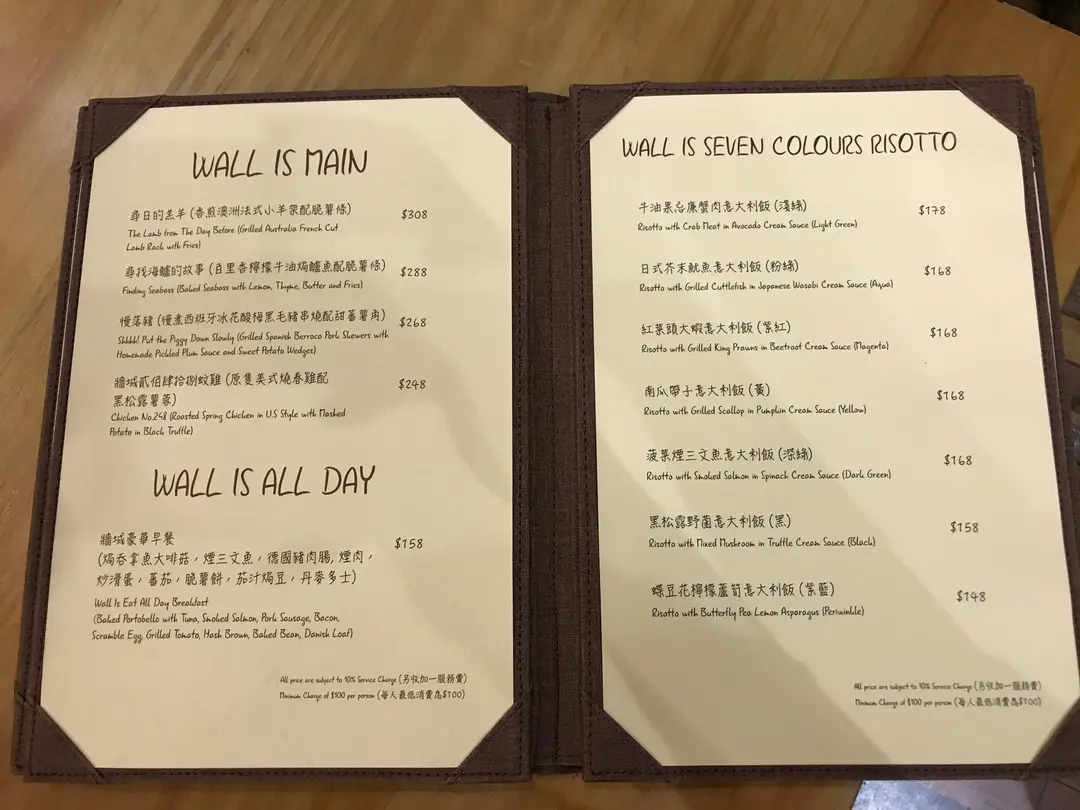 WALL IS MAIN
尋日的羔羊 (香煎澳洲法式小羊架配脆薯條)
$308
The Lamb from The Day Before (Grilled Australia French Cut
Lamb Rack with Fries)
尋找海鱸的故事 (百里香檸檬牛油焗鱸魚配脆薯條)
$288
Finding Seabass (Baked Seabass with Lemon, Thyme, Butter and Fries)
慢落豬 (慢煮西班牙冰花酸梅黑毛豬串燒配甜蕃薯角)
$268
Shhhh! Put the Piggy Down Slowly (Grilled Spanish Berroco Pork Skewers with
Homemade Pickled Plum Sauce and Sweet Potato Wedges)
牆城貳佰肆拾捌蚊雞 (原隻美式燒春雞配
黑松露薯蓉)
$248
Chicken No.248 (Roasted Spring Chicken in U.S Style with Mashed
Potato in Black Truffle)
WALL IS ALL DAY
牆城豪華早餐
$158
(焗吞拿魚大啡菇，煙三文魚，德國豬肉腸, 煙肉，
炒滑蛋，蕃茄，脆薯餅，茄汁焗豆，丹麥多士)
Wall Is Eat All Day Breakfast
(Baked Portobello with Tuna, Smoked Salmon, Pork Sausage, Bacon,
Scramble Egg, Grilled Tomato, Hash Brown, Baked Bean, Danish Loaf)
All price are subject to 10% Service Charge (另收加一服務費)
Minimum Charge of $100 per person (每人最低消費為$100)
WALL IS SEVEN COLOURS RISOTTO
牛油果忌廉蟹肉意大利飯 (淺綠)
$178
Risotto with Crab Meat in Avocado Cream Sauce (Light Green)
日式芥末魷魚意大利飯 (粉綠)
$168
Risotto with Grilled Cuttlefish in Japanese Wasabi Cream Sauce (Aqua)
紅菜頭大蝦意大利飯 (紫紅)
$168
Risotto with Grilled King Prawns in Beetroot Cream Sauce (Magenta)
南瓜帶子意大利飯 (黃)
$168
Risotto with Grilled Scallop in Pumpkin Cream Sauce (Yellow)
菠菜煙三文魚意大利飯 (深綠)
$168
Risotto with Smoked Salmon in Spinach Cream Sauce (Dark Green)
黑松露野菌意大利飯 (黑)
$158
Risotto with Mixed Mushroom in Truffle Cream Sauce (Black)
蝶豆花檸檬蘆筍意大利飯 (紫藍)
$148
Risotto with Butterfly Pea Lemon Asparagus (Periwinkle)
All price are subject to 10% Service Charge (另收加一服務費)
Minimum Charge of $100 per person (每人最低消費為$100)